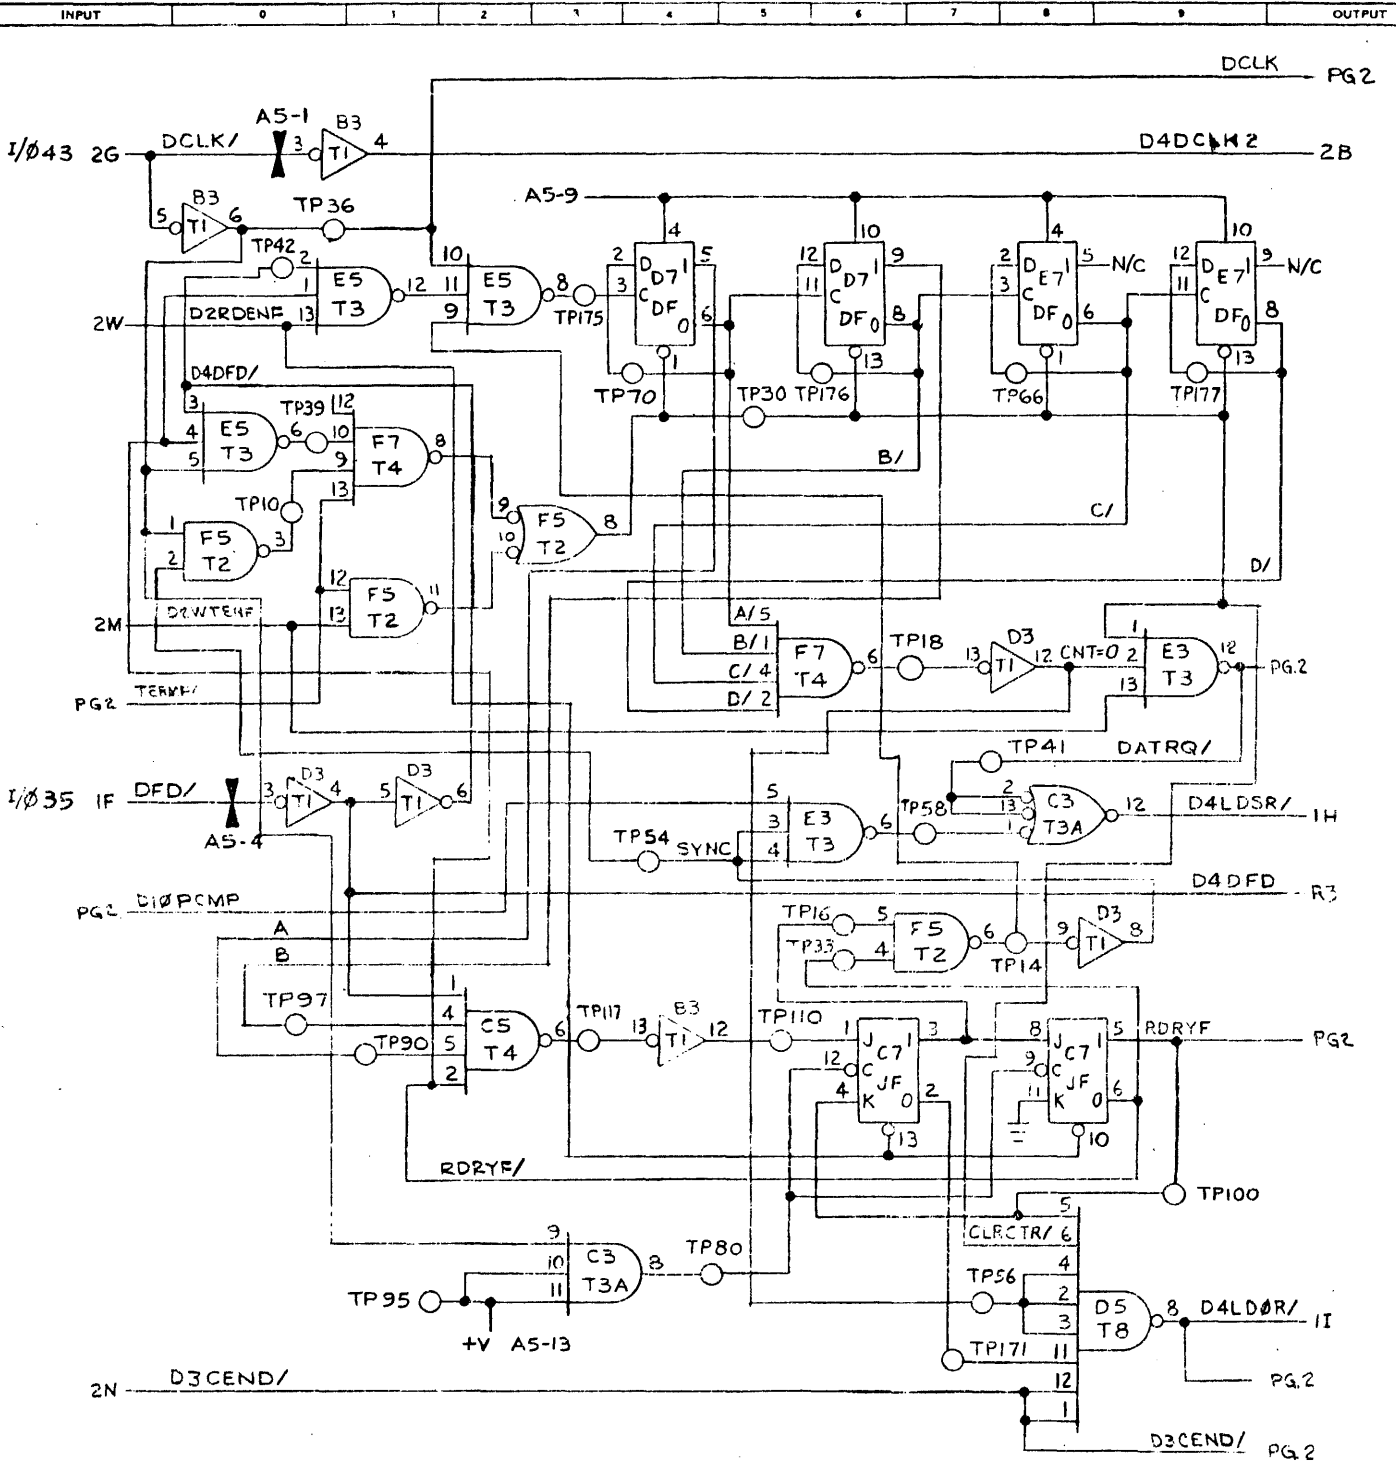 INPUT 0 1 2 3 4 5 6 7 8 9 OUTPUT
DCLK PG2
A5-1 B3
I/Ø43 2G DCLK/ 3 T1 4 D4DCLK2 2B
B3 TP36 A5-9
5 T1 6
TP42 4 10 4 10
2 E5 10 E5 2 D D7 1 5 12 D D7 1 9 2 D E7 1 5 N/C 12 D E7 1 9 N/C
1 T3 12 11 T3 8 3 C 11 C 3 C 11 C
2W D2RDENF 13 9 TP175 DF 0 6 DF 0 8 DF 0 6 DF 0 8
1 13 1 13
D4DFD/ TP70 TP30 TP176 TP66 TP177
3 TP39 12
4 E5 6 10 F7 8
5 T3 9 T4 B/
TP10 13
9 F5 8 C/
1 F5 3 10 T2
2 T2
12 F5 11 D/
D2WTENF 13 T2
2M A/ 5
B/ 1 F7 6 TP18 D3 1 E3 12
C/ 4 T4 13 T1 12 CNT=0 2 T3 PG.2
D/ 2 13
PG2 TERMF/
TP41 DATRQ/
D3 D3
I/Ø35 1F DFD/ 3 T1 4 5 T1 6 5 E3 6 TP58 2 C3 12 D4LDSR/ 1H
A5-4 TP54 SYNC 3 T3 13 T3A
4 1
PG2 D1ØPCMP D4DFD R3
A TP16 5 F5 6 D3
B TP33 4 T2 TP14 9 T1 8
TP97 1
4 C5 6 TP117 B3 TP110 1 J C7 1 3 8 J C7 1 5 RDRYF PG2
TP90 5 T4 13 T1 12 12 C 9 C
2 4 K JF 0 2 11 K JF 0 6
13 10
RDRYF/
TP100
5
CLRCTR/ 6
9 C3 8 TP80 4
10 T3A TP56 2 D5 8 D4LDØR/ 1I
TP95 11 3 T8
+V A5-13 TP171 11
2N D3CEND/ 12 PG.2
1
D3CEND/ PG.2